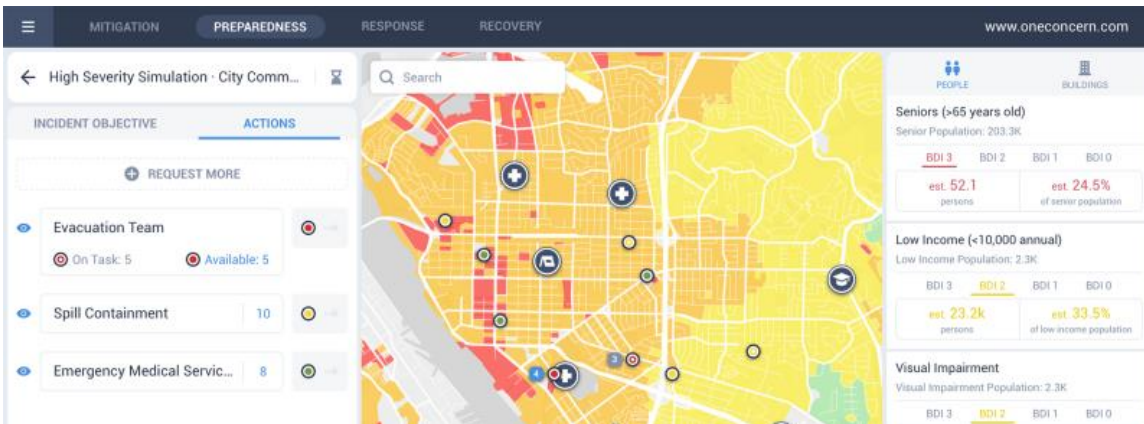 MITIGATION PREPAREDNESS RESPONSE RECOVERY www.oneconcern.com
High Severity Simulation · City Comm...
INCIDENT OBJECTIVE ACTIONS
REQUEST MORE
Evacuation Team
On Task: 5 Available: 5
Spill Containment 10
Emergency Medical Servic... 8
Search
3
4
PEOPLE BUILDINGS
Seniors (>65 years old)
Senior Population: 203.3K
BDI 3 BDI 2 BDI 1 BDI 0
est. 52.1 est. 24.5%
persons of senior population
Low Income (<10,000 annual)
Low Income Population: 2.3K
BDI 3 BDI 2 BDI 1 BDI 0
est. 23.2k est. 33.5%
persons of low income population
Visual Impairment
Visual Impairment Population: 2.3K
BDI 3 BDI 2 BDI 1 BDI 0